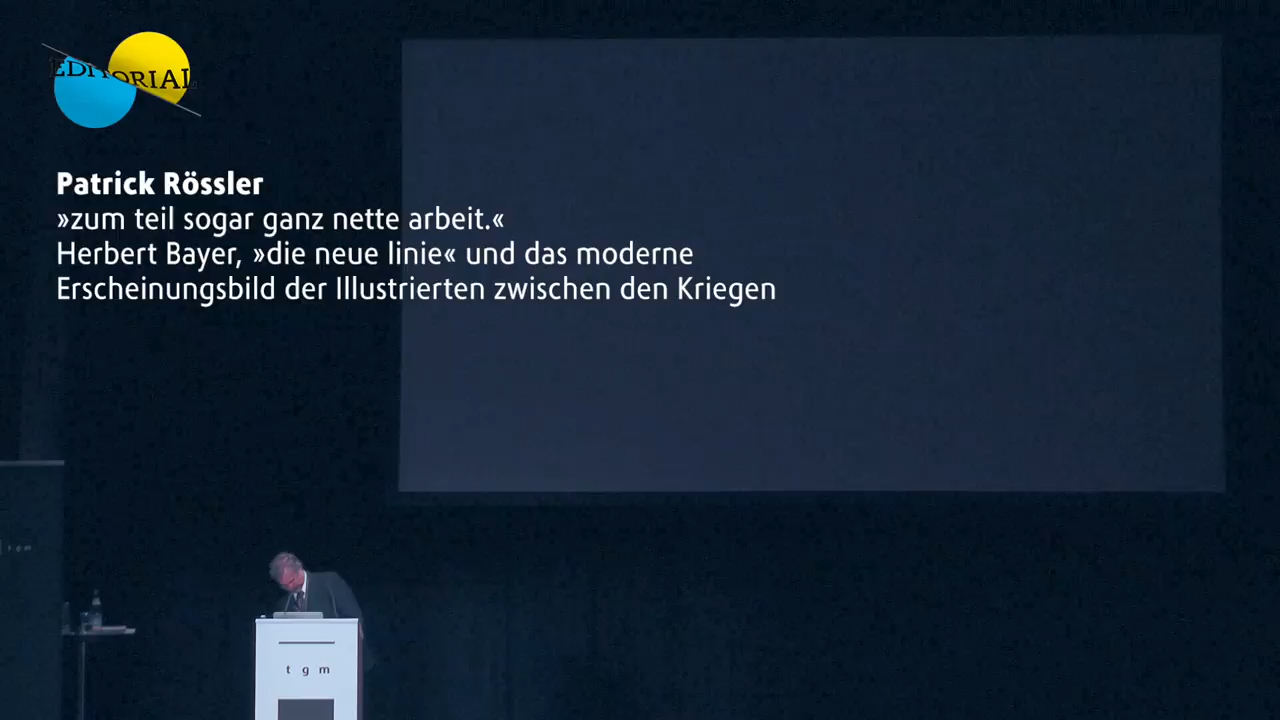 EDITORIAL
Patrick Rössler
»zum teil sogar ganz nette arbeit.«
Herbert Bayer, »die neue linie« und das moderne
Erscheinungsbild der Illustrierten zwischen den Kriegen
tgm
t g m